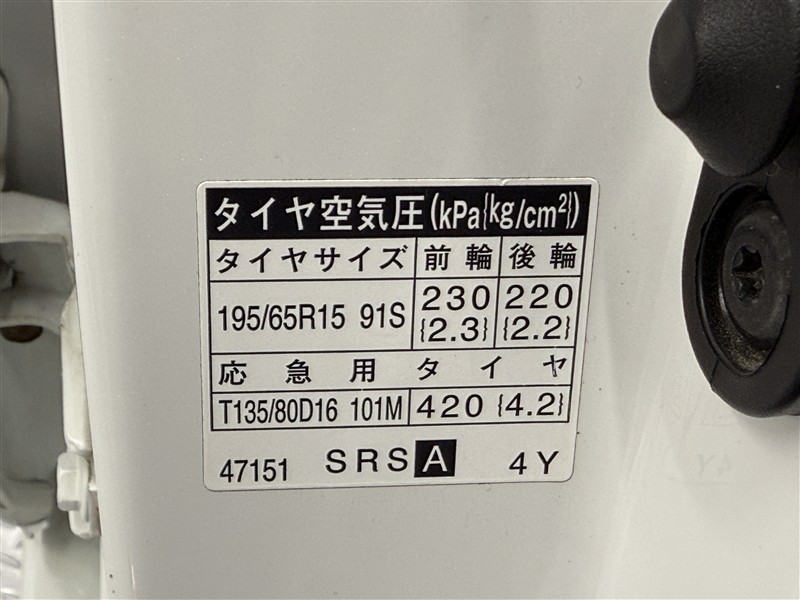 タイヤ空気圧(kPa{kg/cm²})
タイヤサイズ 前輪 後輪
195/65R15 91S 230 {2.3} 220 {2.2}
応急用タイヤ
T135/80D16 101M 420 {4.2}
47151 SRS A 4Y